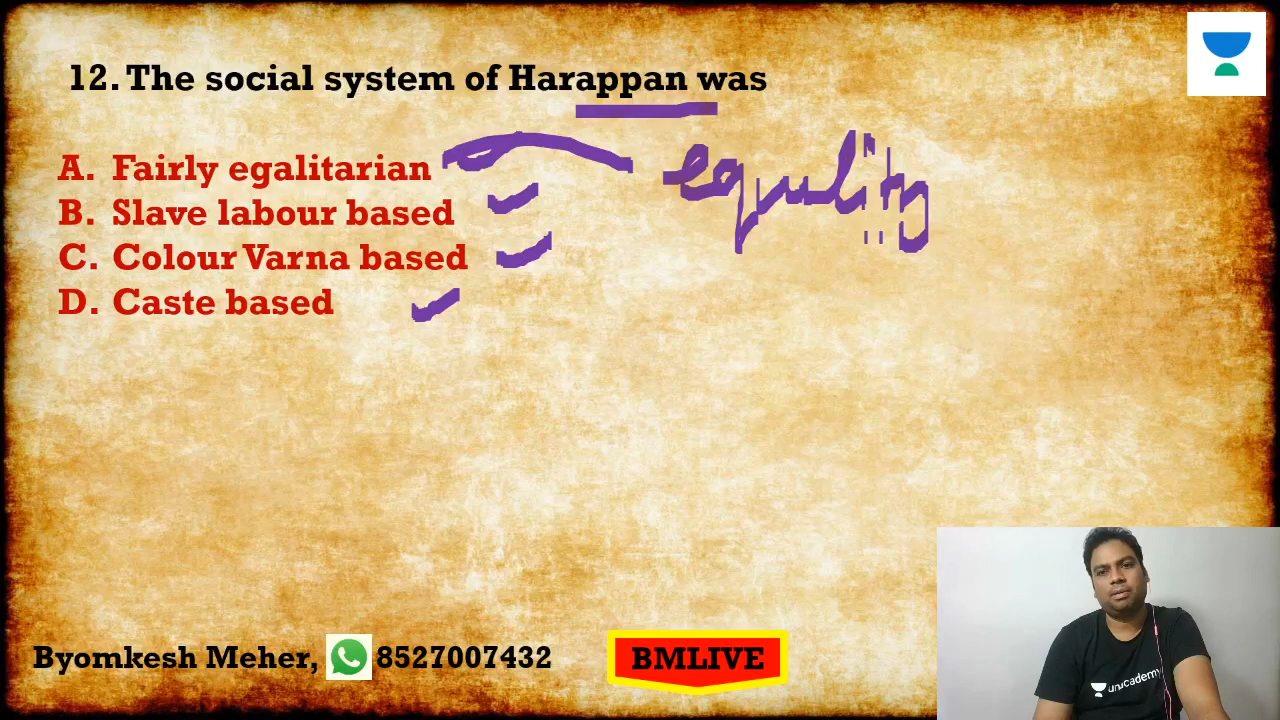 12. The social system of Harappan was
A. Fairly egalitarian
equality
B. Slave labour based
C. Colour Varna based
D. Caste based
unacademy
Byomkesh Meher, 8527007432
BMLIVE